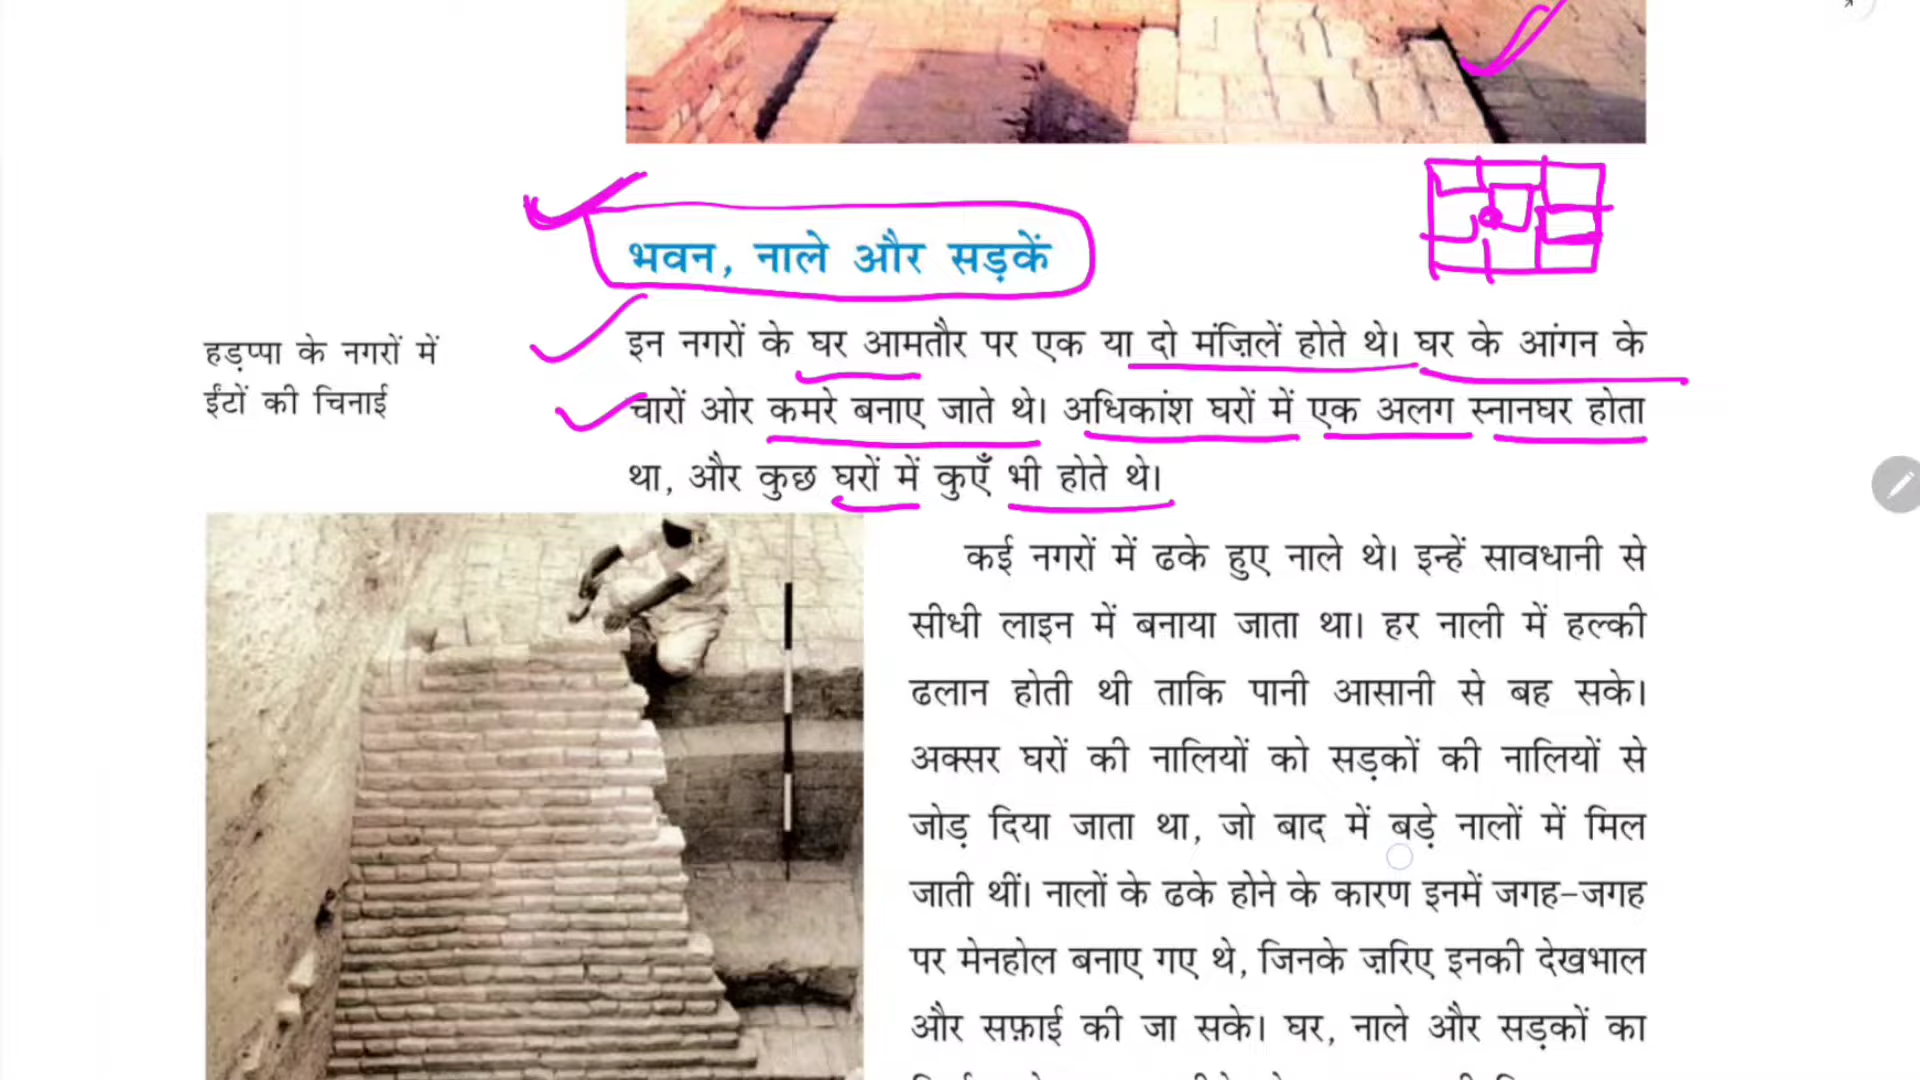 भवन, नाले और सड़कें
हड़प्पा के नगरों में
ईंटों की चिनाई
इन नगरों के घर आमतौर पर एक या दो मंज़िलें होते थे। घर के आंगन के
चारों ओर कमरे बनाए जाते थे। अधिकांश घरों में एक अलग स्नानघर होता
था, और कुछ घरों में कुएँ भी होते थे।
कई नगरों में ढके हुए नाले थे। इन्हें सावधानी से
सीधी लाइन में बनाया जाता था। हर नाली में हल्की
ढलान होती थी ताकि पानी आसानी से बह सके।
अक्सर घरों की नालियों को सड़कों की नालियों से
जोड़ दिया जाता था, जो बाद में बड़े नालों में मिल
जाती थीं। नालों के ढके होने के कारण इनमें जगह-जगह
पर मेनहोल बनाए गए थे, जिनके ज़रिए इनकी देखभाल
और सफ़ाई की जा सके। घर, नाले और सड़कों का